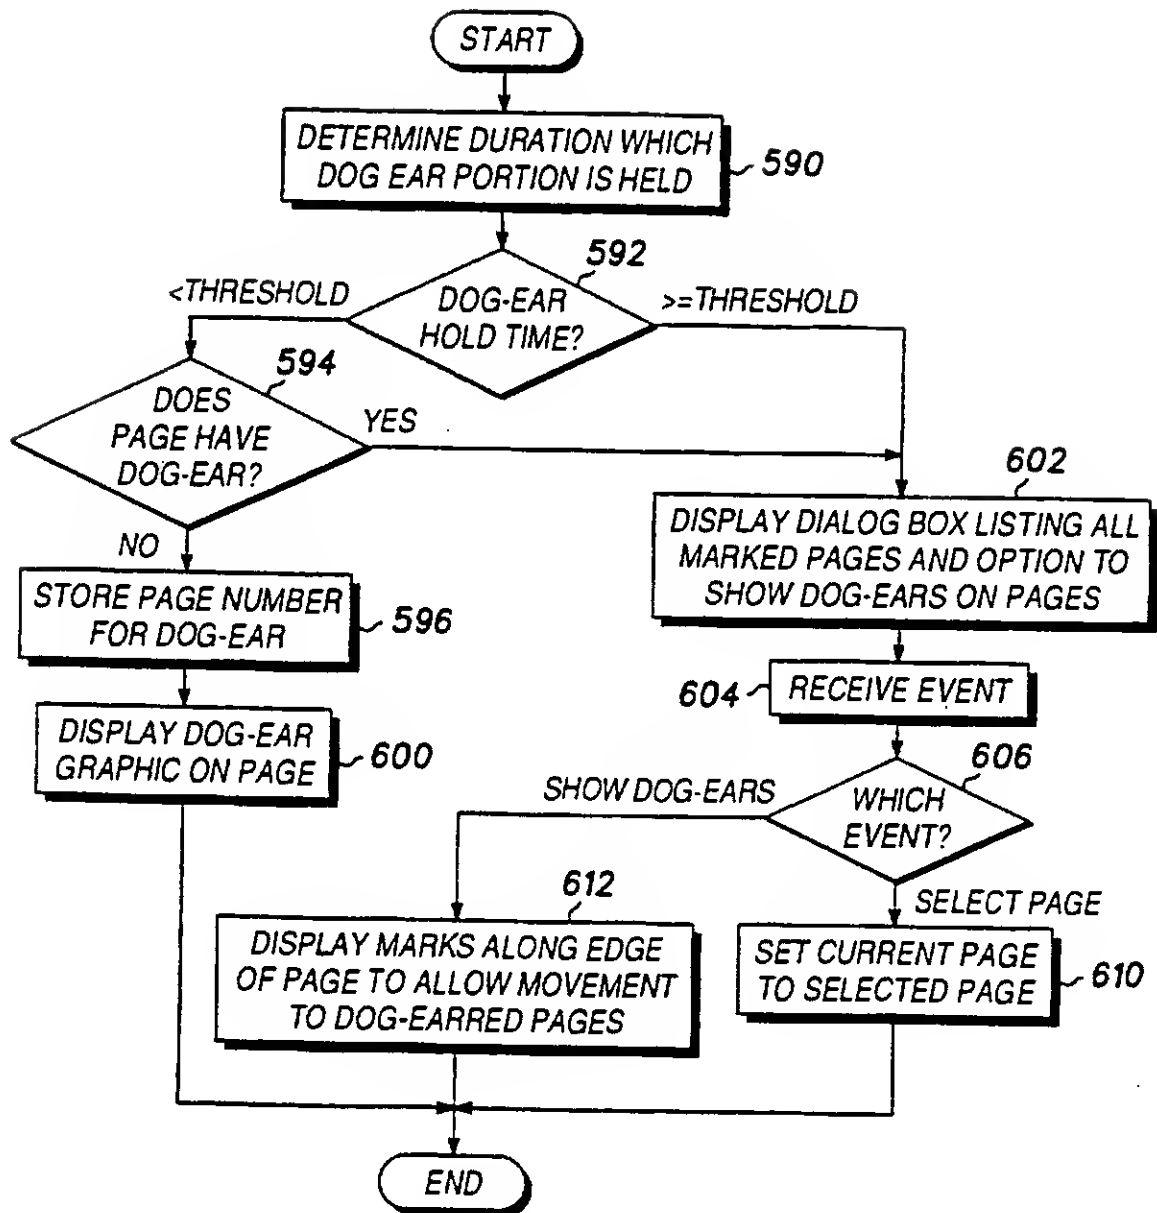 START
DETERMINE DURATION WHICH
DOG EAR PORTION IS HELD
590
592
<THRESHOLD
DOG-EAR
HOLD TIME?
>=THRESHOLD
594
DOES
PAGE HAVE
DOG-EAR?
YES
NO
602
DISPLAY DIALOG BOX LISTING ALL
MARKED PAGES AND OPTION TO
SHOW DOG-EARS ON PAGES
STORE PAGE NUMBER
FOR DOG-EAR
596
604
RECEIVE EVENT
DISPLAY DOG-EAR
GRAPHIC ON PAGE
600
606
SHOW DOG-EARS
WHICH
EVENT?
612
SELECT PAGE
DISPLAY MARKS ALONG EDGE
OF PAGE TO ALLOW MOVEMENT
TO DOG-EARRED PAGES
SET CURRENT PAGE
TO SELECTED PAGE
610
END